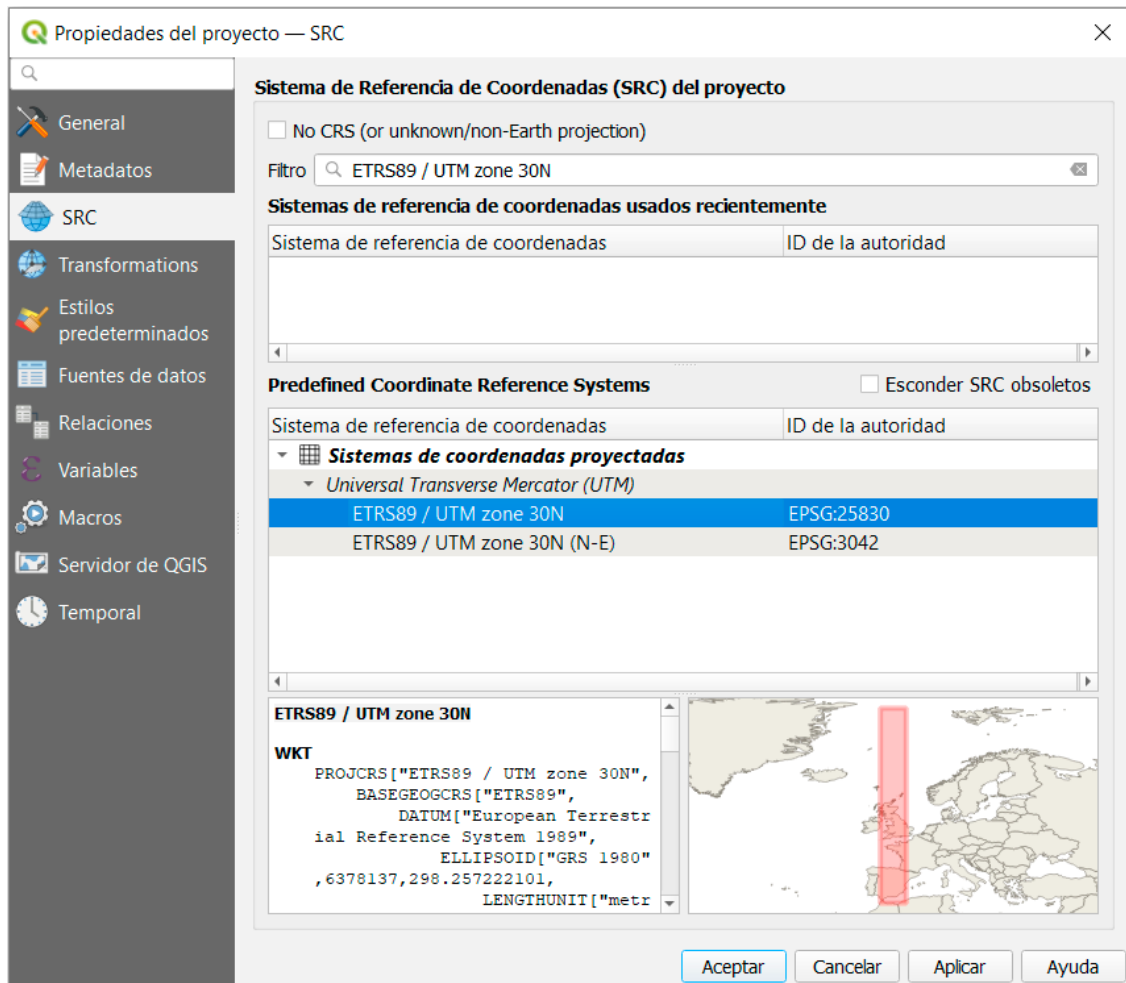 Propiedades del proyecto — SRC
General
Metadatos
SRC
Transformations
Estilos
predeterminados
Fuentes de datos
Relaciones
Variables
Macros
Servidor de QGIS
Temporal
Sistema de Referencia de Coordenadas (SRC) del proyecto
No CRS (or unknown/non-Earth projection)
Filtro ETRS89 / UTM zone 30N
Sistemas de referencia de coordenadas usados recientemente
Sistema de referencia de coordenadas ID de la autoridad
Predefined Coordinate Reference Systems Esconder SRC obsoletos
Sistema de referencia de coordenadas ID de la autoridad
Sistemas de coordenadas proyectadas
Universal Transverse Mercator (UTM)
ETRS89 / UTM zone 30N EPSG:25830
ETRS89 / UTM zone 30N (N-E) EPSG:3042
ETRS89 / UTM zone 30N
WKT
PROJCRS["ETRS89 / UTM zone 30N",
BASEGEOGCRS["ETRS89",
DATUM["European Terrestr
ial Reference System 1989",
ELLIPSOID["GRS 1980"
,6378137,298.257222101,
LENGTHUNIT["metr
Aceptar Cancelar Aplicar Ayuda